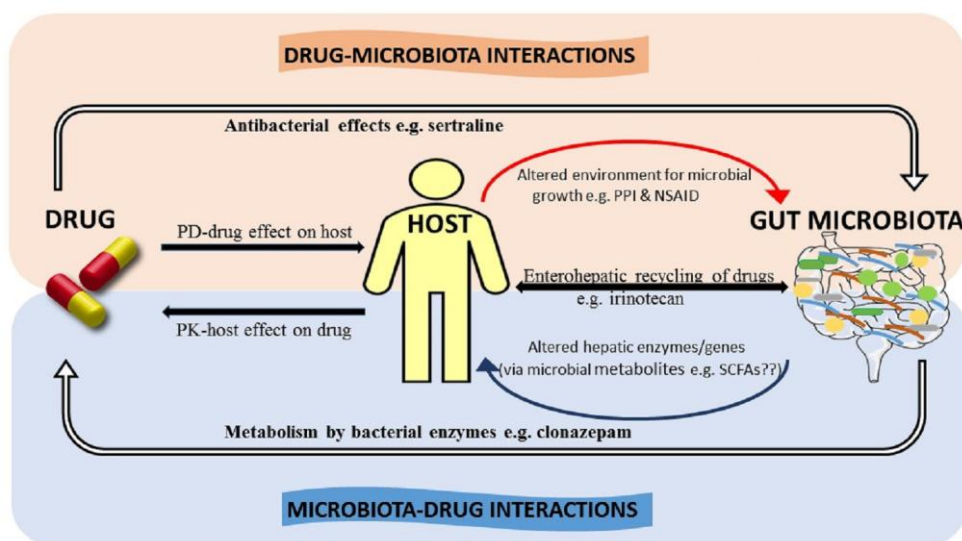 DRUG-MICROBIOTA INTERACTIONS
Antibacterial effects e.g. sertraline
Altered environment for microbial
growth e.g. PPI & NSAID
DRUG
HOST
GUT MICROBIOTA
PD-drug effect on host
Enterohepatic recycling of drugs
e.g. irinotecan
PK-host effect on drug
Altered hepatic enzymes/genes
(via microbial metabolites e.g. SCFAs??)
Metabolism by bacterial enzymes e.g. clonazepam
MICROBIOTA-DRUG INTERACTIONS